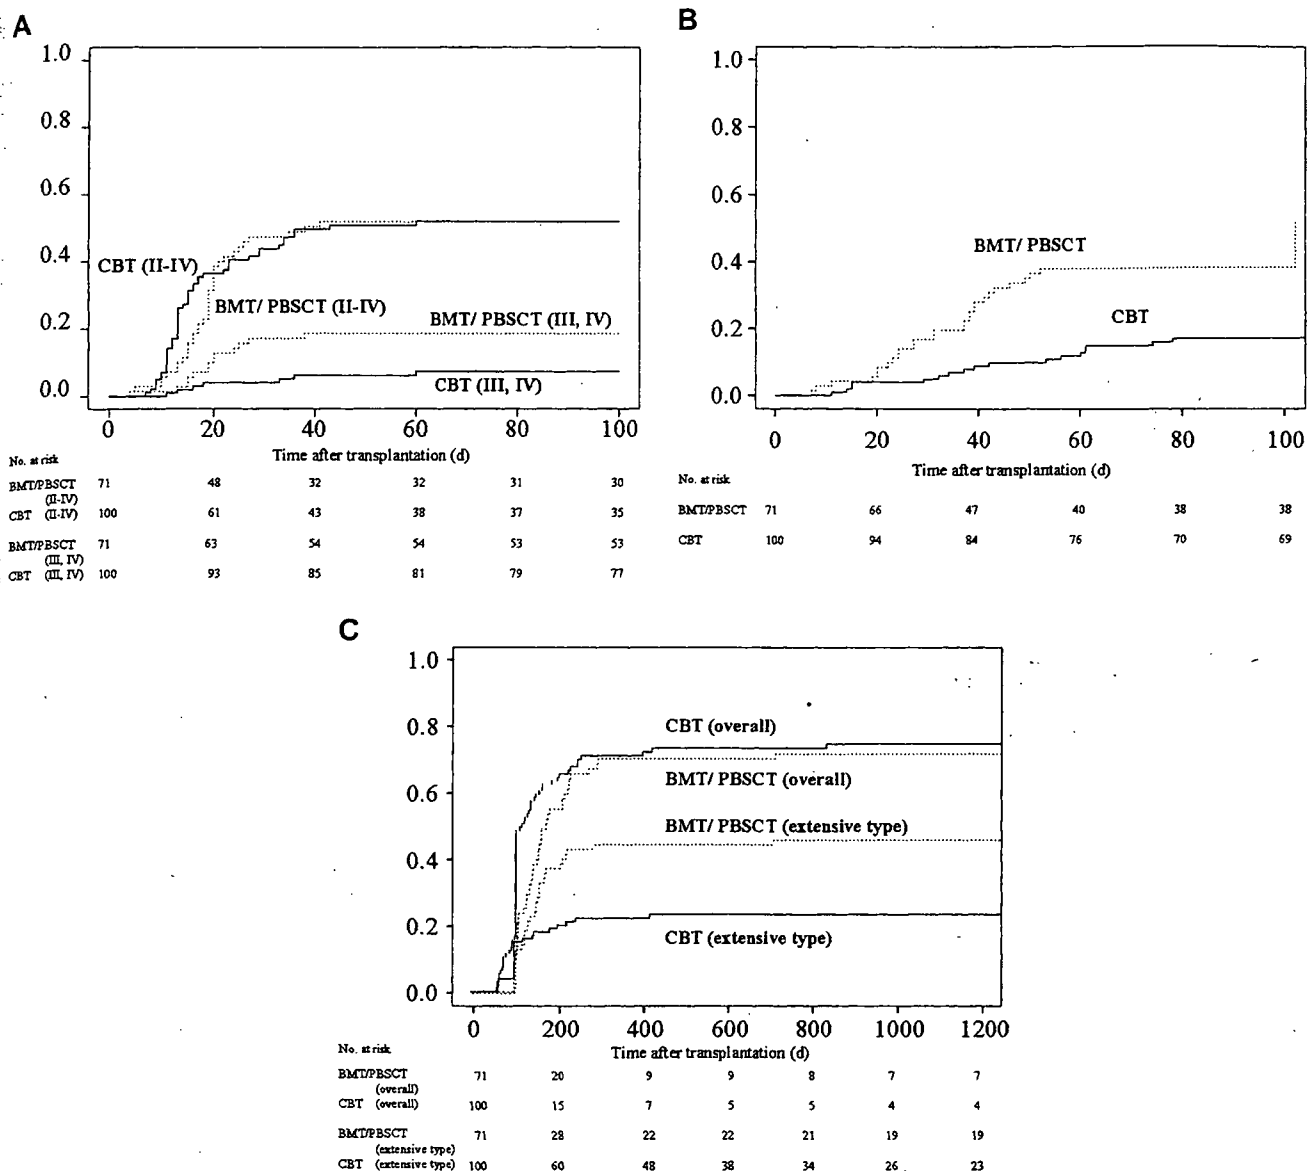 A
1.0
0.8
0.6
0.4
0.2
0.0
CBT (II-IV)
BMT/ PBSCT (II-IV)
BMT/ PBSCT (III, IV)
CBT (III, IV)
0 20 40 60 80 100
Time after transplantation (d)
No. at risk
BMT/PBSCT 71 48 32 32 31 30
(II-IV)
CBT (II-IV) 100 61 43 38 37 35
BMT/PBSCT 71 63 54 54 53 53
(III, IV)
CBT (III, IV) 100 93 85 81 79 77
B
1.0
0.8
0.6
0.4
0.2
0.0
BMT/ PBSCT
CBT
0 20 40 60 80 100
Time after transplantation (d)
No. at risk
BMT/PBSCT 71 66 47 40 38 38
CBT 100 94 84 76 70 69
C
1.0
0.8
0.6
0.4
0.2
0.0
CBT (overall)
BMT/ PBSCT (overall)
BMT/ PBSCT (extensive type)
CBT (extensive type)
0 200 400 600 800 1000 1200
Time after transplantation (d)
No. at risk
BMT/PBSCT 71 20 9 9 8 7 7
(overall)
CBT (overall) 100 15 7 5 5 4 4
BMT/PBSCT 71 28 22 22 21 19 19
(extensive type)
CBT (extensive type) 100 60 48 38 34 26 23